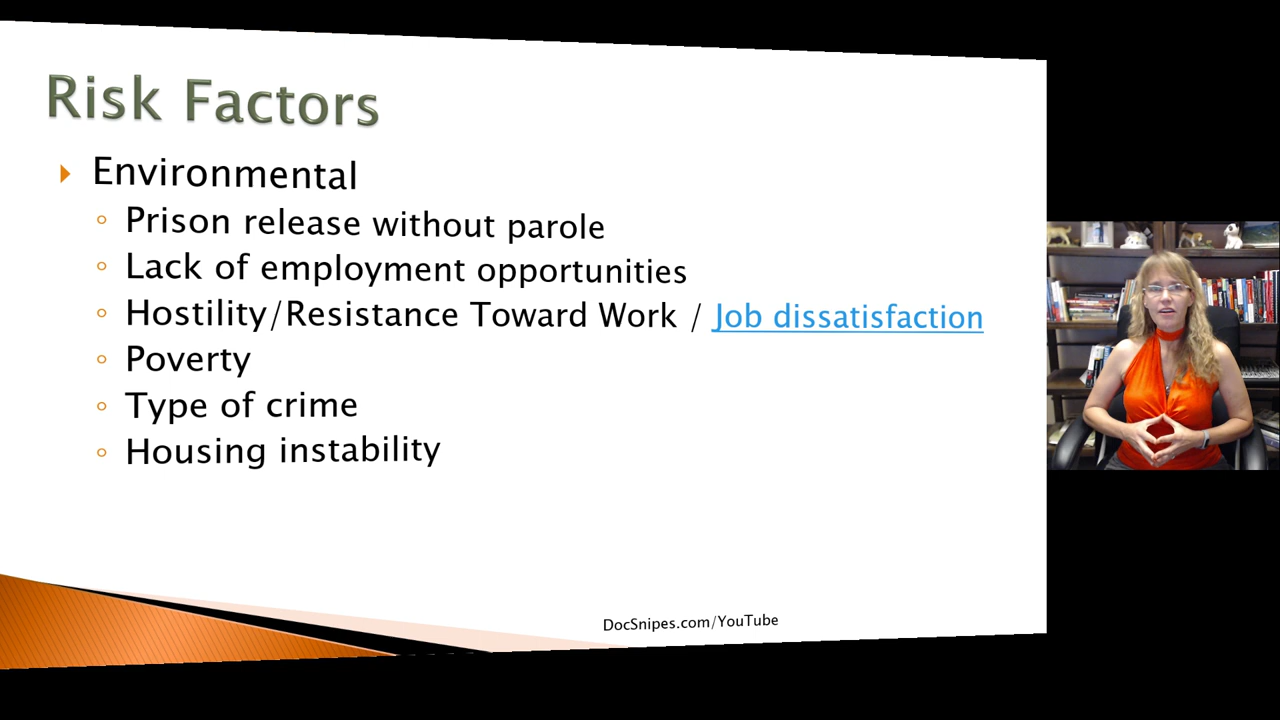 Risk Factors
Environmental
Prison release without parole
Lack of employment opportunities
Hostility/Resistance Toward Work / Job dissatisfaction
Poverty
Type of crime
Housing instability
DocSnipes.com/YouTube